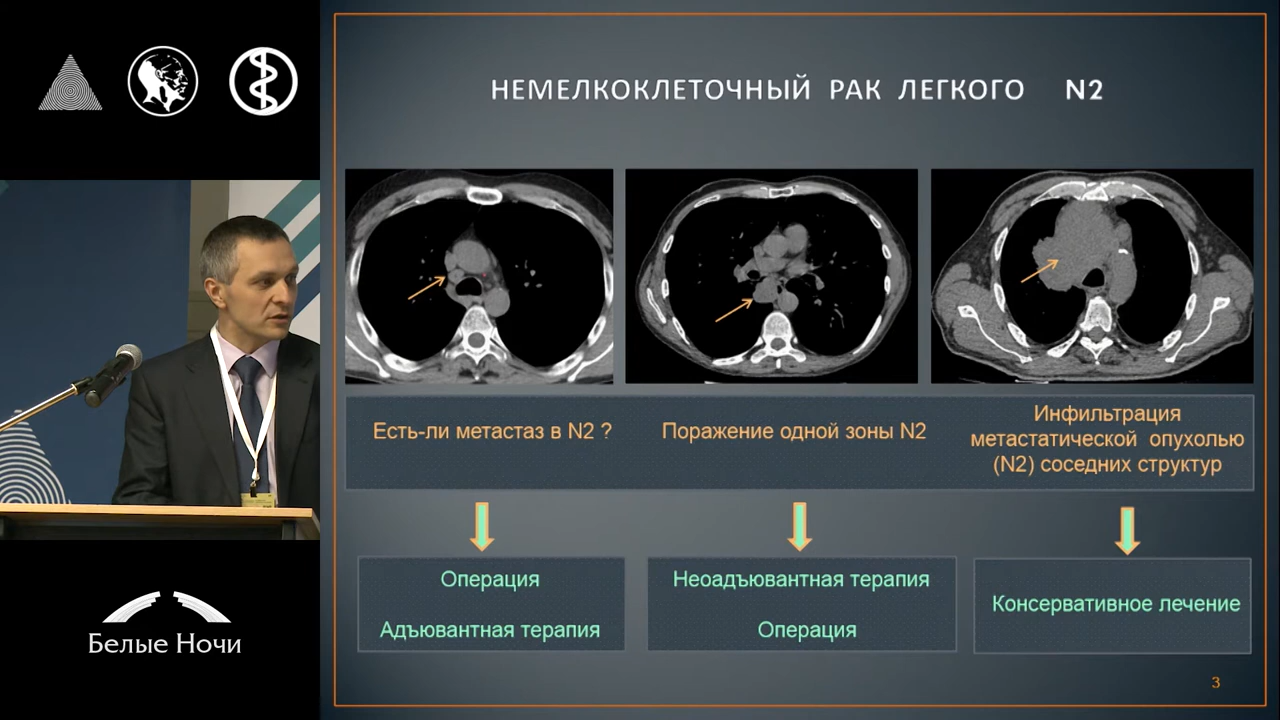 НЕМЕЛКОКЛЕТОЧНЫЙ РАК ЛЕГКОГО N2
Есть-ли метастаз в N2 ?
Поражение одной зоны N2
Инфильтрация
метастатической опухолью
(N2) соседних структур
Операция
Адъювантная терапия
Неоадъювантная терапия
Операция
Консервативное лечение
3
Белые Ночи